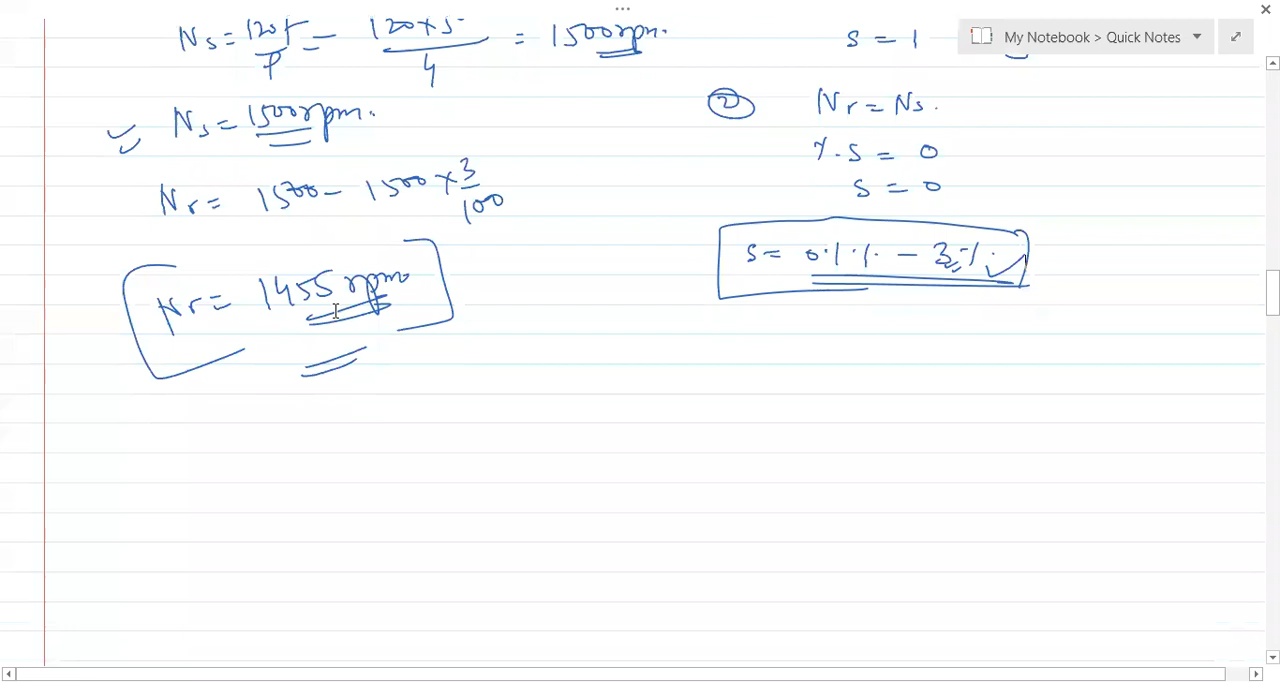 My Notebook > Quick Notes
Ns = 120f/P = 120×5/4 = 1500rpm.
Ns = 1500rpm.
Nr = 1500 - 1500 × 3/100
Nr = 1455 rpm
s = 1
② Nr = Ns.
%.s = 0
s = 0
s = 0.1% - 3%.